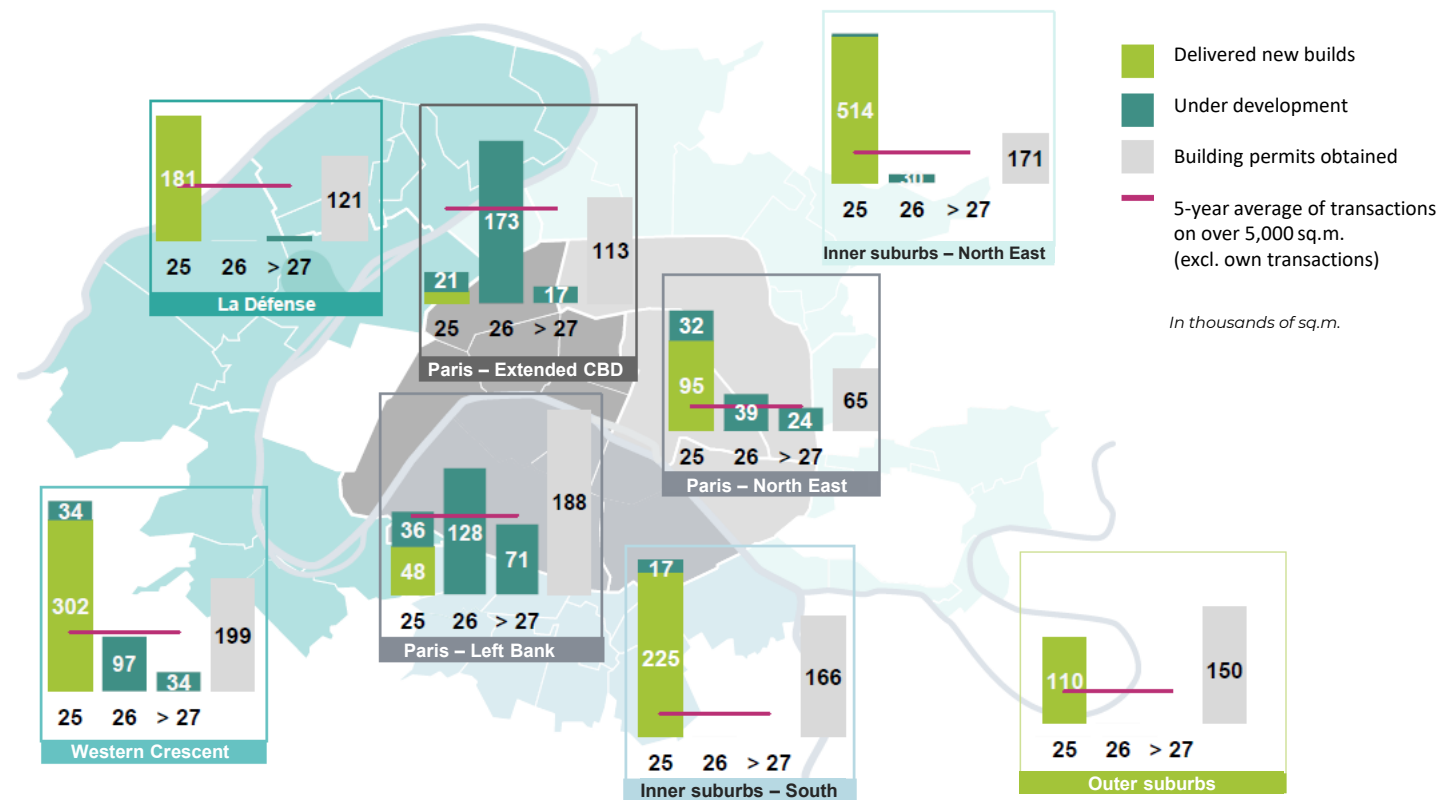 Delivered new builds
Under development
Building permits obtained
5-year average of transactions
on over 5,000 sq.m.
(excl. own transactions)
In thousands of sq.m.
181
121
25 26 > 27
La Défense
21
173
17
113
25 26 > 27
Paris – Extended CBD
514
30
171
25 26 > 27
Inner suburbs – North East
32
95
39
24
65
25 26 > 27
Paris – North East
36
48
128
71
188
25 26 > 27
Paris – Left Bank
34
302
97
34
199
25 26 > 27
Western Crescent
17
225
166
25 26 > 27
Inner suburbs – South
110
150
25 26 > 27
Outer suburbs